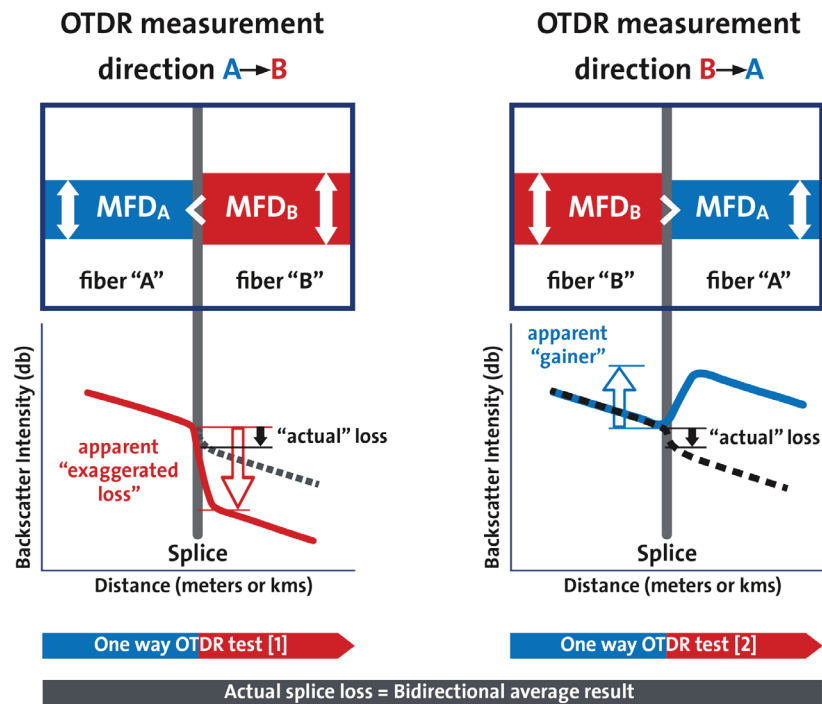 OTDR measurement
direction A→B
MFDA
MFDB
fiber “A”
fiber “B”
Backscatter Intensity (db)
apparent
“exaggerated
loss”
“actual” loss
Splice
Distance (meters or kms)
One way OTDR test [1]
OTDR measurement
direction B→A
MFDB
MFDA
fiber “B”
fiber “A”
Backscatter Intensity (db)
apparent
“gainer”
“actual” loss
Splice
Distance (meters or kms)
One way OTDR test [2]
Actual splice loss = Bidirectional average result